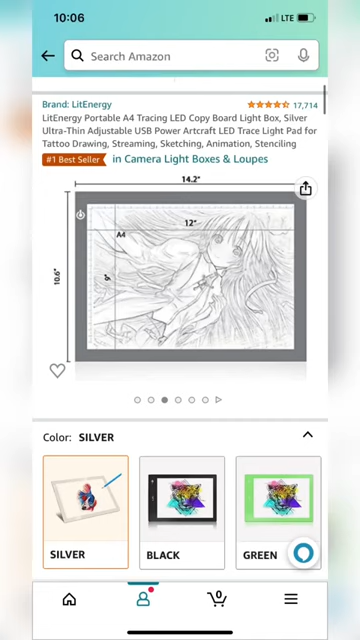 10:06
LTE
Search Amazon
Brand: LitEnergy
17,714
LitEnergy Portable A4 Tracing LED Copy Board Light Box, Silver
Ultra-Thin Adjustable USB Power Artcraft LED Trace Light Pad for
Tattoo Drawing, Streaming, Sketching, Animation, Stenciling
#1 Best Seller in Camera Light Boxes & Loupes
14.2"
12"
A4
9"
10.6"
Color: SILVER
SILVER
BLACK
GREEN
0